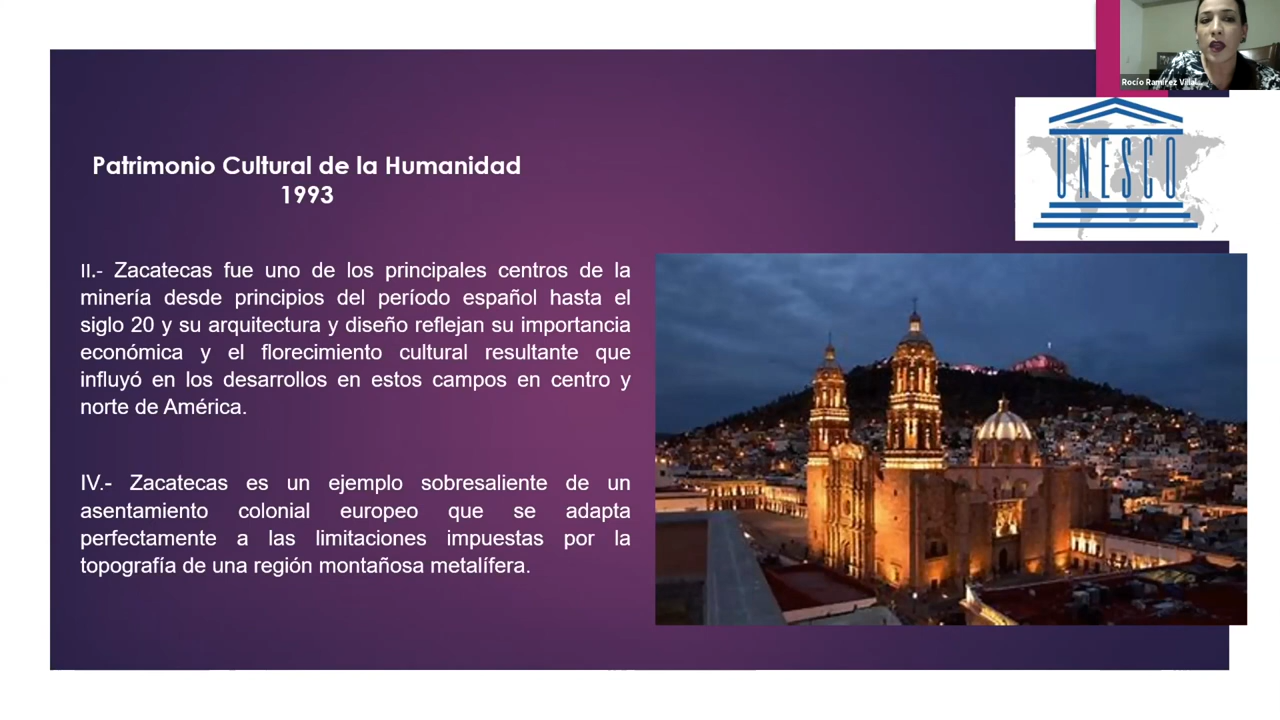 Rocío Ramírez Villal
UNESCO
Patrimonio Cultural de la Humanidad
1993
II.- Zacatecas fue uno de los principales centros de la
minería desde principios del período español hasta el
siglo 20 y su arquitectura y diseño reflejan su importancia
económica y el florecimiento cultural resultante que
influyó en los desarrollos en estos campos en centro y
norte de América.
IV.- Zacatecas es un ejemplo sobresaliente de un
asentamiento colonial europeo que se adapta
perfectamente a las limitaciones impuestas por la
topografía de una región montañosa metalífera.